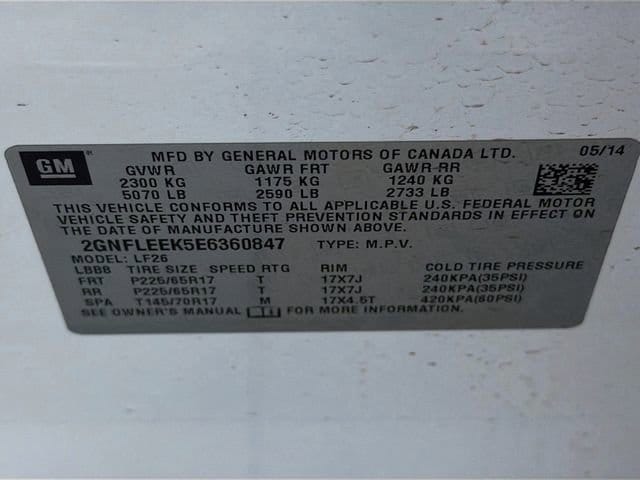 GM MFD BY GENERAL MOTORS OF CANADA LTD. 05/14
GVWR GAWR FRT GAWR RR
2300 KG 1175 KG 1240 KG
5070 LB 2590 LB 2733 LB
THIS VEHICLE CONFORMS TO ALL APPLICABLE U.S. FEDERAL MOTOR
VEHICLE SAFETY AND THEFT PREVENTION STANDARDS IN EFFECT ON
THE DATE OF MANUFACTURE SHOWN ABOVE.
2GNFLEEK5E6360847 TYPE: M.P.V.
MODEL: LF26
LBBB TIRE SIZE SPEED RTG RIM COLD TIRE PRESSURE
FRT P225/65R17 T 17X7J 240KPA(35PSI)
RR P225/65R17 T 17X7J 240KPA(35PSI)
SPA T145/70R17 M 17X4.5T 420KPA(60PSI)
SEE OWNER'S MANUAL FOR MORE INFORMATION.